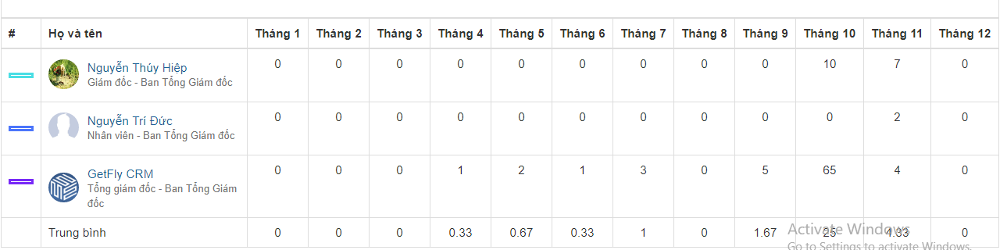 # Họ và tên Tháng 1 Tháng 2 Tháng 3 Tháng 4 Tháng 5 Tháng 6 Tháng 7 Tháng 8 Tháng 9 Tháng 10 Tháng 11 Tháng 12
Nguyễn Thúy Hiệp 0 0 0 0 0 0 0 0 0 10 7 0
Giám đốc - Ban Tổng Giám đốc
Nguyễn Trí Đức 0 0 0 0 0 0 0 0 0 0 2 0
Nhân viên - Ban Tổng Giám đốc
GetFly CRM 0 0 0 1 2 1 3 0 5 65 4 0
Tổng giám đốc - Ban Tổng Giám
đốc
Trung bình 0 0 0 0.33 0.67 0.33 1 0 1.67 25 4.33 0
Activate Windows
Go to Settings to activate Windows.